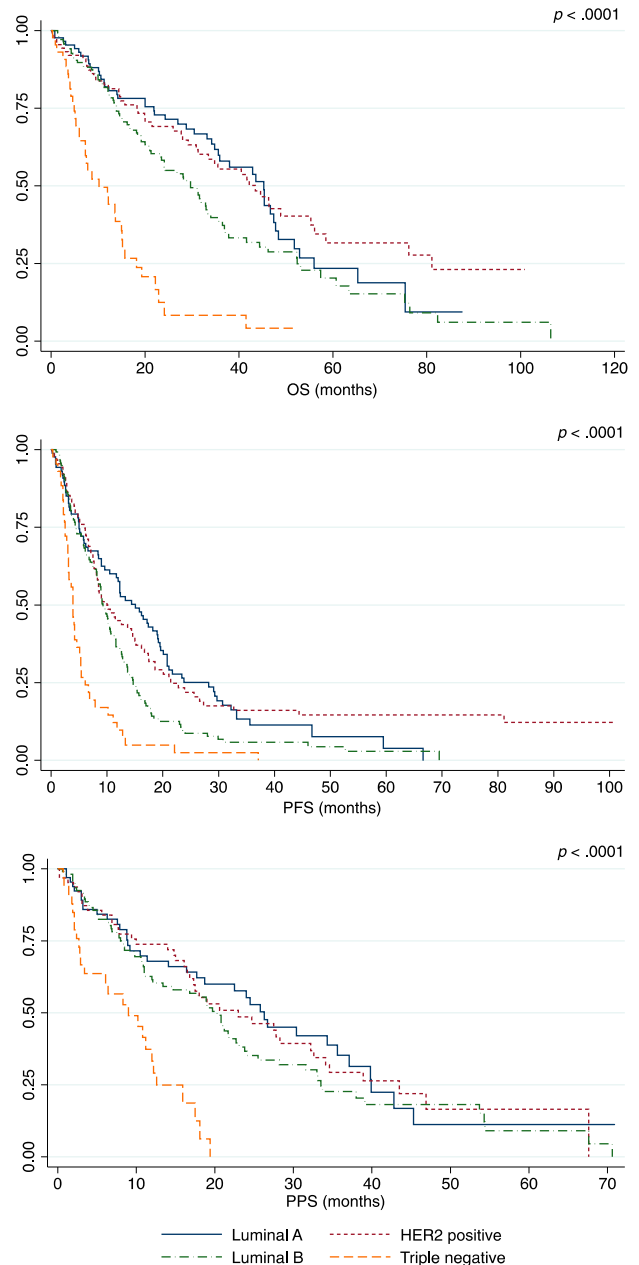 p < .0001
1.00
0.75
0.50
0.25
0.00
0 20 40 60 80 100 120
OS (months)
p < .0001
1.00
0.75
0.50
0.25
0.00
0 10 20 30 40 50 60 70 80 90 100
PFS (months)
p < .0001
1.00
0.75
0.50
0.25
0.00
0 10 20 30 40 50 60 70
PPS (months)
Luminal A HER2 positive
Luminal B Triple negative